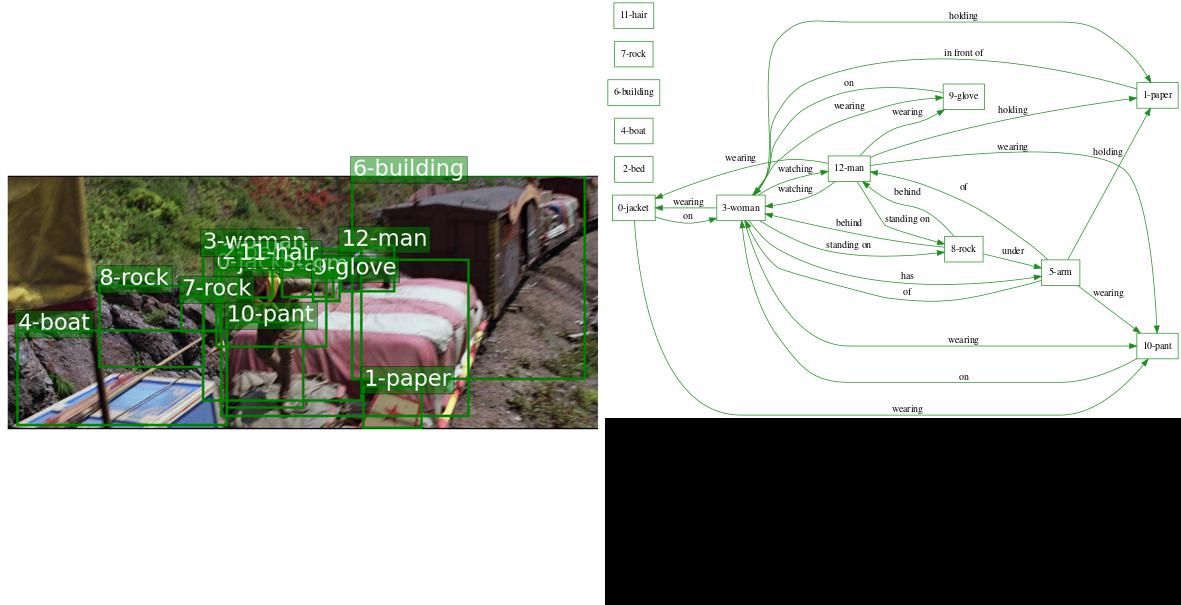 6-building
3-woman
12-man
11-hair
0-jack
9-glove
8-rock
7-rock
10-pant
4-boat
1-paper
11-hair
7-rock
6-building
4-boat
2-bed
0-jacket
3-woman
12-man
9-glove
8-rock
5-arm
1-paper
10-pant
holding
in front of
on
wearing
wearing
holding
wearing
holding
wearing
watching
watching
wearing
on
behind
standing on
of
behind
standing on
under
has
of
wearing
wearing
on
wearing